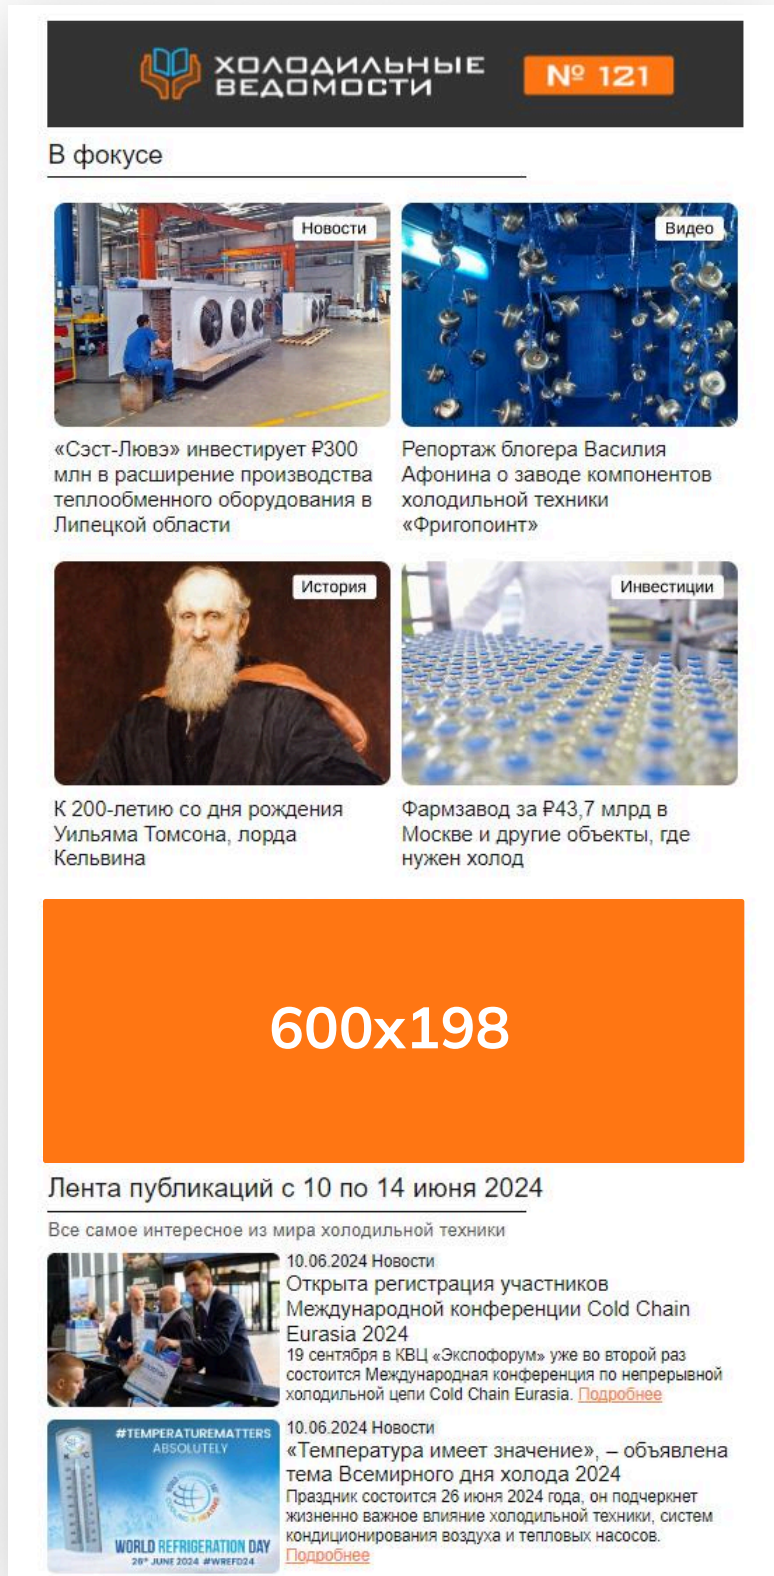 ХОЛОДИЛЬНЫЕ
ВЕДОМОСТИ
№ 121
В фокусе
Новости
Видео
«Сэст-Лювэ» инвестирует ₽300
млн в расширение производства
теплообменного оборудования в
Липецкой области
Репортаж блогера Василия
Афонина о заводе компонентов
холодильной техники
«Фригопоинт»
История
Инвестиции
К 200-летию со дня рождения
Уильяма Томсона, лорда
Кельвина
Фармзавод за ₽43,7 млрд в
Москве и другие объекты, где
нужен холод
600x198
Лента публикаций с 10 по 14 июня 2024
Все самое интересное из мира холодильной техники
10.06.2024 Новости
Открыта регистрация участников
Международной конференции Cold Chain
Eurasia 2024
19 сентября в КВЦ «Экспофорум» уже во второй раз
состоится Международная конференция по непрерывной
холодильной цепи Cold Chain Eurasia. Подробнее
#TEMPERATUREMATTERS
ABSOLUTELY
°C
WORLD REFRIGERATION DAY
26º JUNE 2024 #WREFD24
10.06.2024 Новости
«Температура имеет значение», – объявлена
тема Всемирного дня холода 2024
Праздник состоится 26 июня 2024 года, он подчеркнет
жизненно важное влияние холодильной техники, систем
кондиционирования воздуха и тепловых насосов.
Подробнее